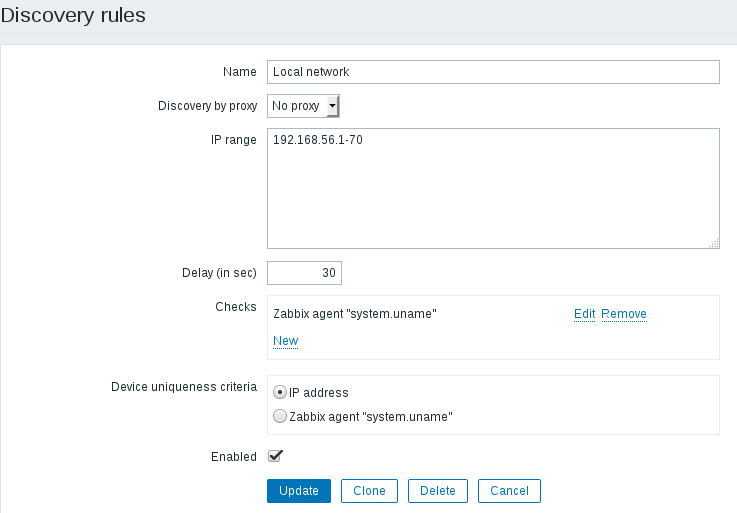 Discovery rules
Name Local network
Discovery by proxy No proxy
IP range 192.168.56.1-70
Delay (in sec) 30
Checks Zabbix agent "system.uname" Edit Remove
New
Device uniqueness criteria IP address
Zabbix agent "system.uname"
Enabled
Update Clone Delete Cancel